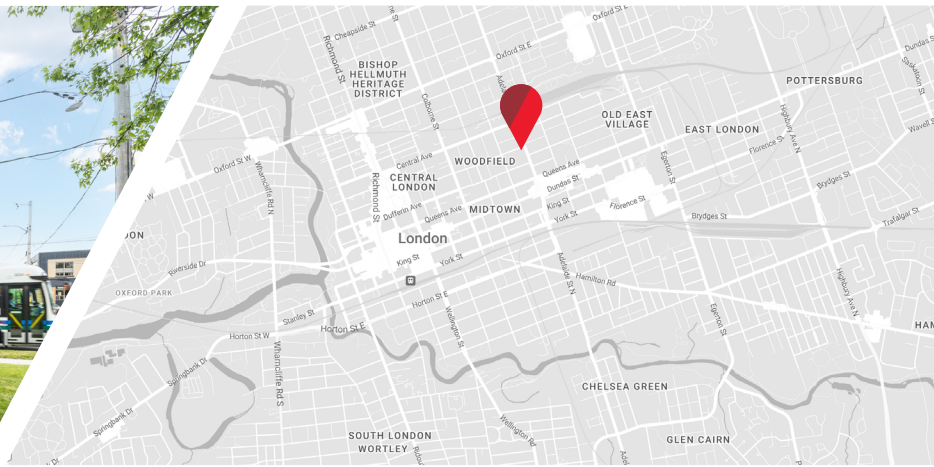 Oxford St E
Cheapside St
Richmond St
Oxford St E
Dundas St
BISHOP
HELLMUTH
HERITAGE
DISTRICT
Saskatoon St
POTTERSBURG
Colborne St
OLD EAST
VILLAGE
Highbury Ave N
EAST LONDON
Florence St
Central Ave
WOODFIELD
Queens Ave
Egerton St
Oxford St W
Wharncliffe Rd N
CENTRAL
LONDON
Richmond St
Dundas St
Brydges St
King St
Florence St
Dufferin Ave
Queens Ave
MIDTOWN
York St
Brydges St
Trafalgar St
London
King St
York St
Riverside Dr
Adelaide St N
Hamilton Rd
Highbury Ave N
OXFORD PARK
Horton St E
Stanley St
Wellington St
Egerton St
Horton St E
Horton St W
Wharncliffe Rd S
Springbank Dr
CHELSEA GREEN
Springbank Dr
Wellington Rd
SOUTH LONDON
WORTLEY
GLEN CAIRN